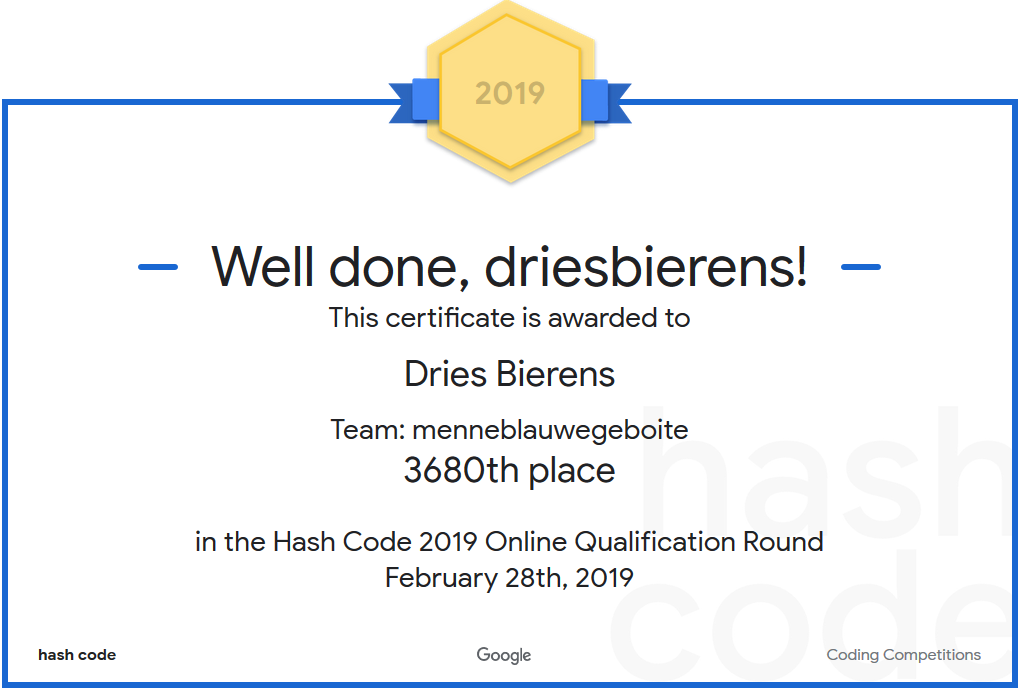 2019
Well done, driesbierens!
This certificate is awarded to
Dries Bierens
Team: menneblauwegeboite
3680th place
in the Hash Code 2019 Online Qualification Round
February 28th, 2019
hash
code
hash code Google Coding Competitions